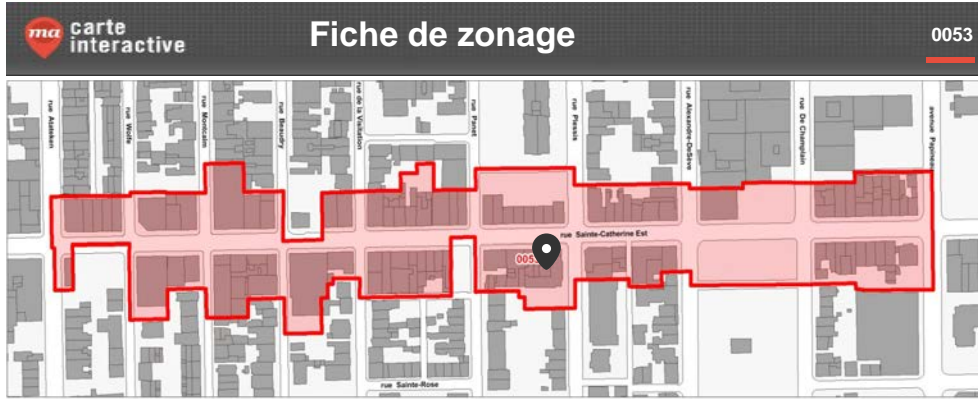 ma carte
interactive
Fiche de zonage
0053
rue Atateken
rue Wolfe
rue Montcalm
rue Beaudry
rue de la Visitation
rue Panet
rue Plessis
rue Alexandre-DeSève
rue De Champlain
avenue Papineau
rue Sainte-Catherine Est
0053
rue Sainte-Rose